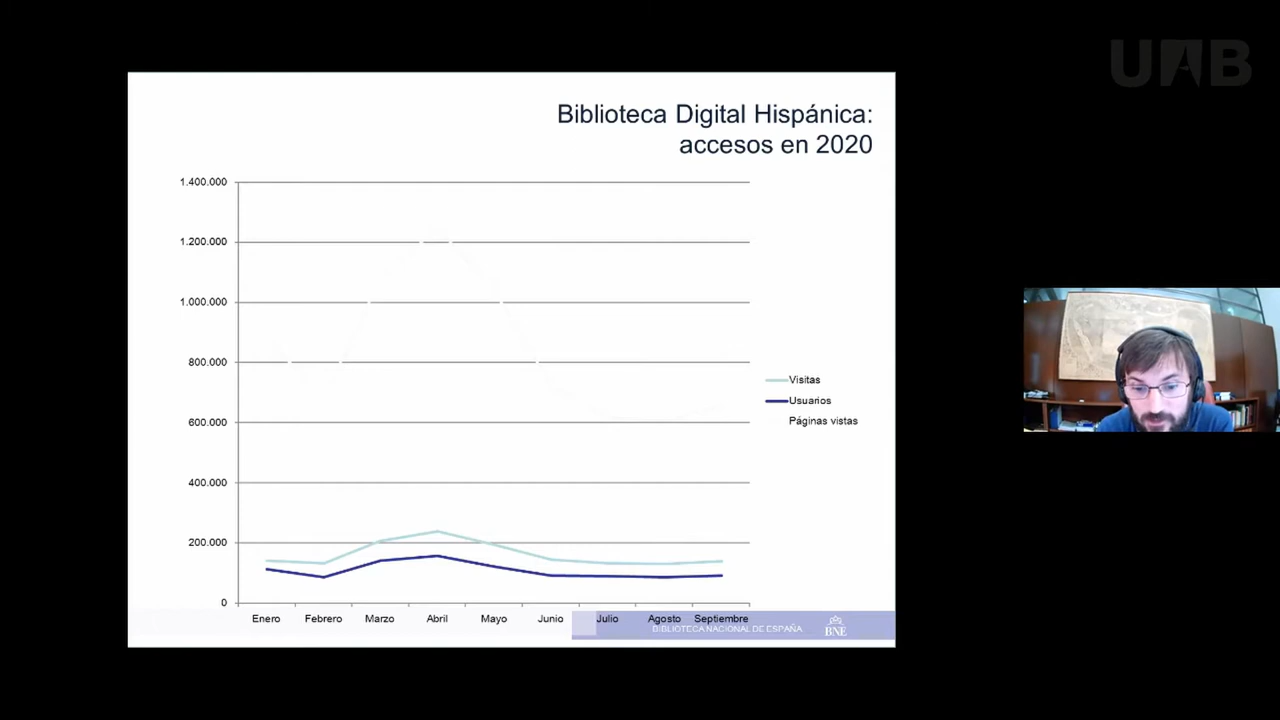 UAB
Biblioteca Digital Hispánica:
accesos en 2020
1.400.000
1.200.000
1.000.000
800.000
600.000
400.000
200.000
0
Visitas
Usuarios
Páginas vistas
Enero Febrero Marzo Abril Mayo Junio Julio Agosto Septiembre
BIBLIOTECA NACIONAL DE ESPAÑA
BNE